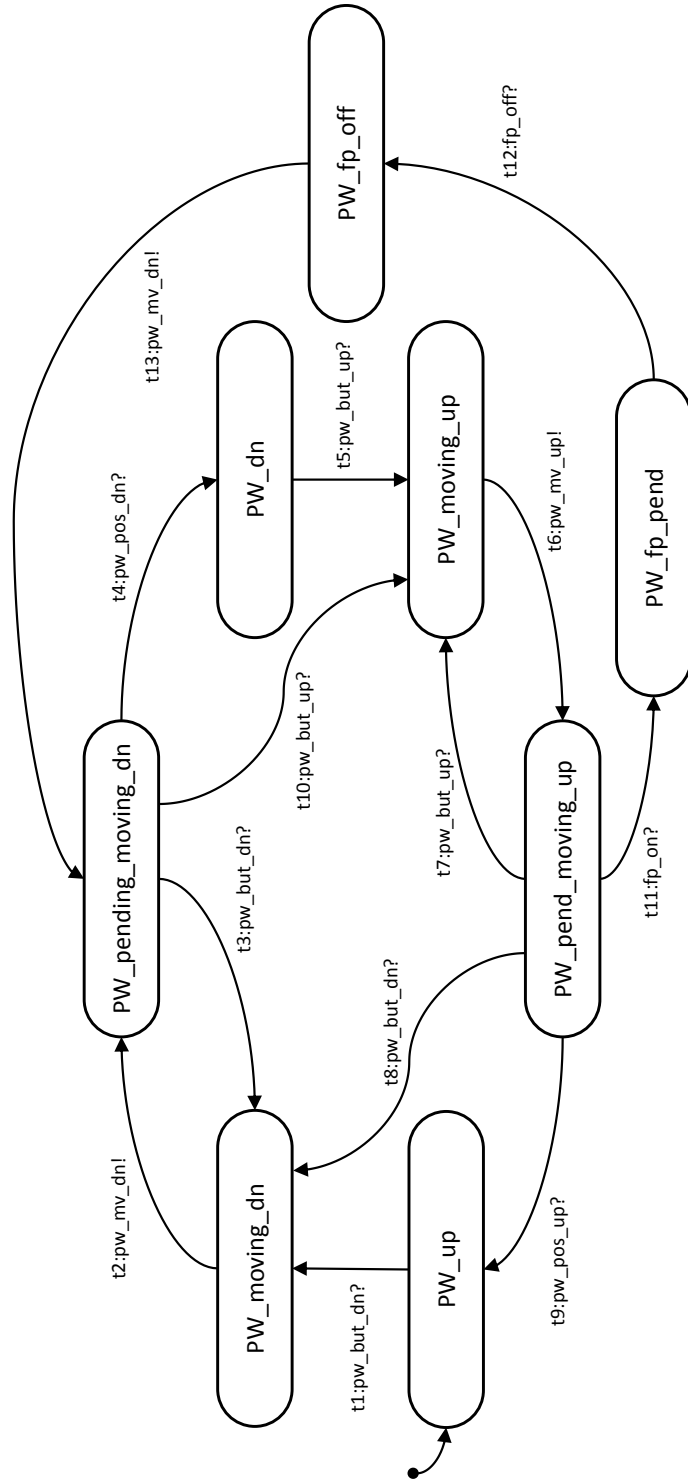 PW_pending_moving_dn
t2:pw_mv_dn!
t3:pw_but_dn?
t10:pw_but_up?
t4:pw_pos_dn?
t13:pw_mv_dn!
PW_moving_dn
PW_dn
PW_fp_off
t1:pw_but_dn?
t8:pw_but_dn?
t7:pw_but_up?
t5:pw_but_up?
PW_up
PW_moving_up
t12:fp_off?
t9:pw_pos_up?
PW_pend_moving_up
t6:pw_mv_up!
t11:fp_on?
PW_fp_pend